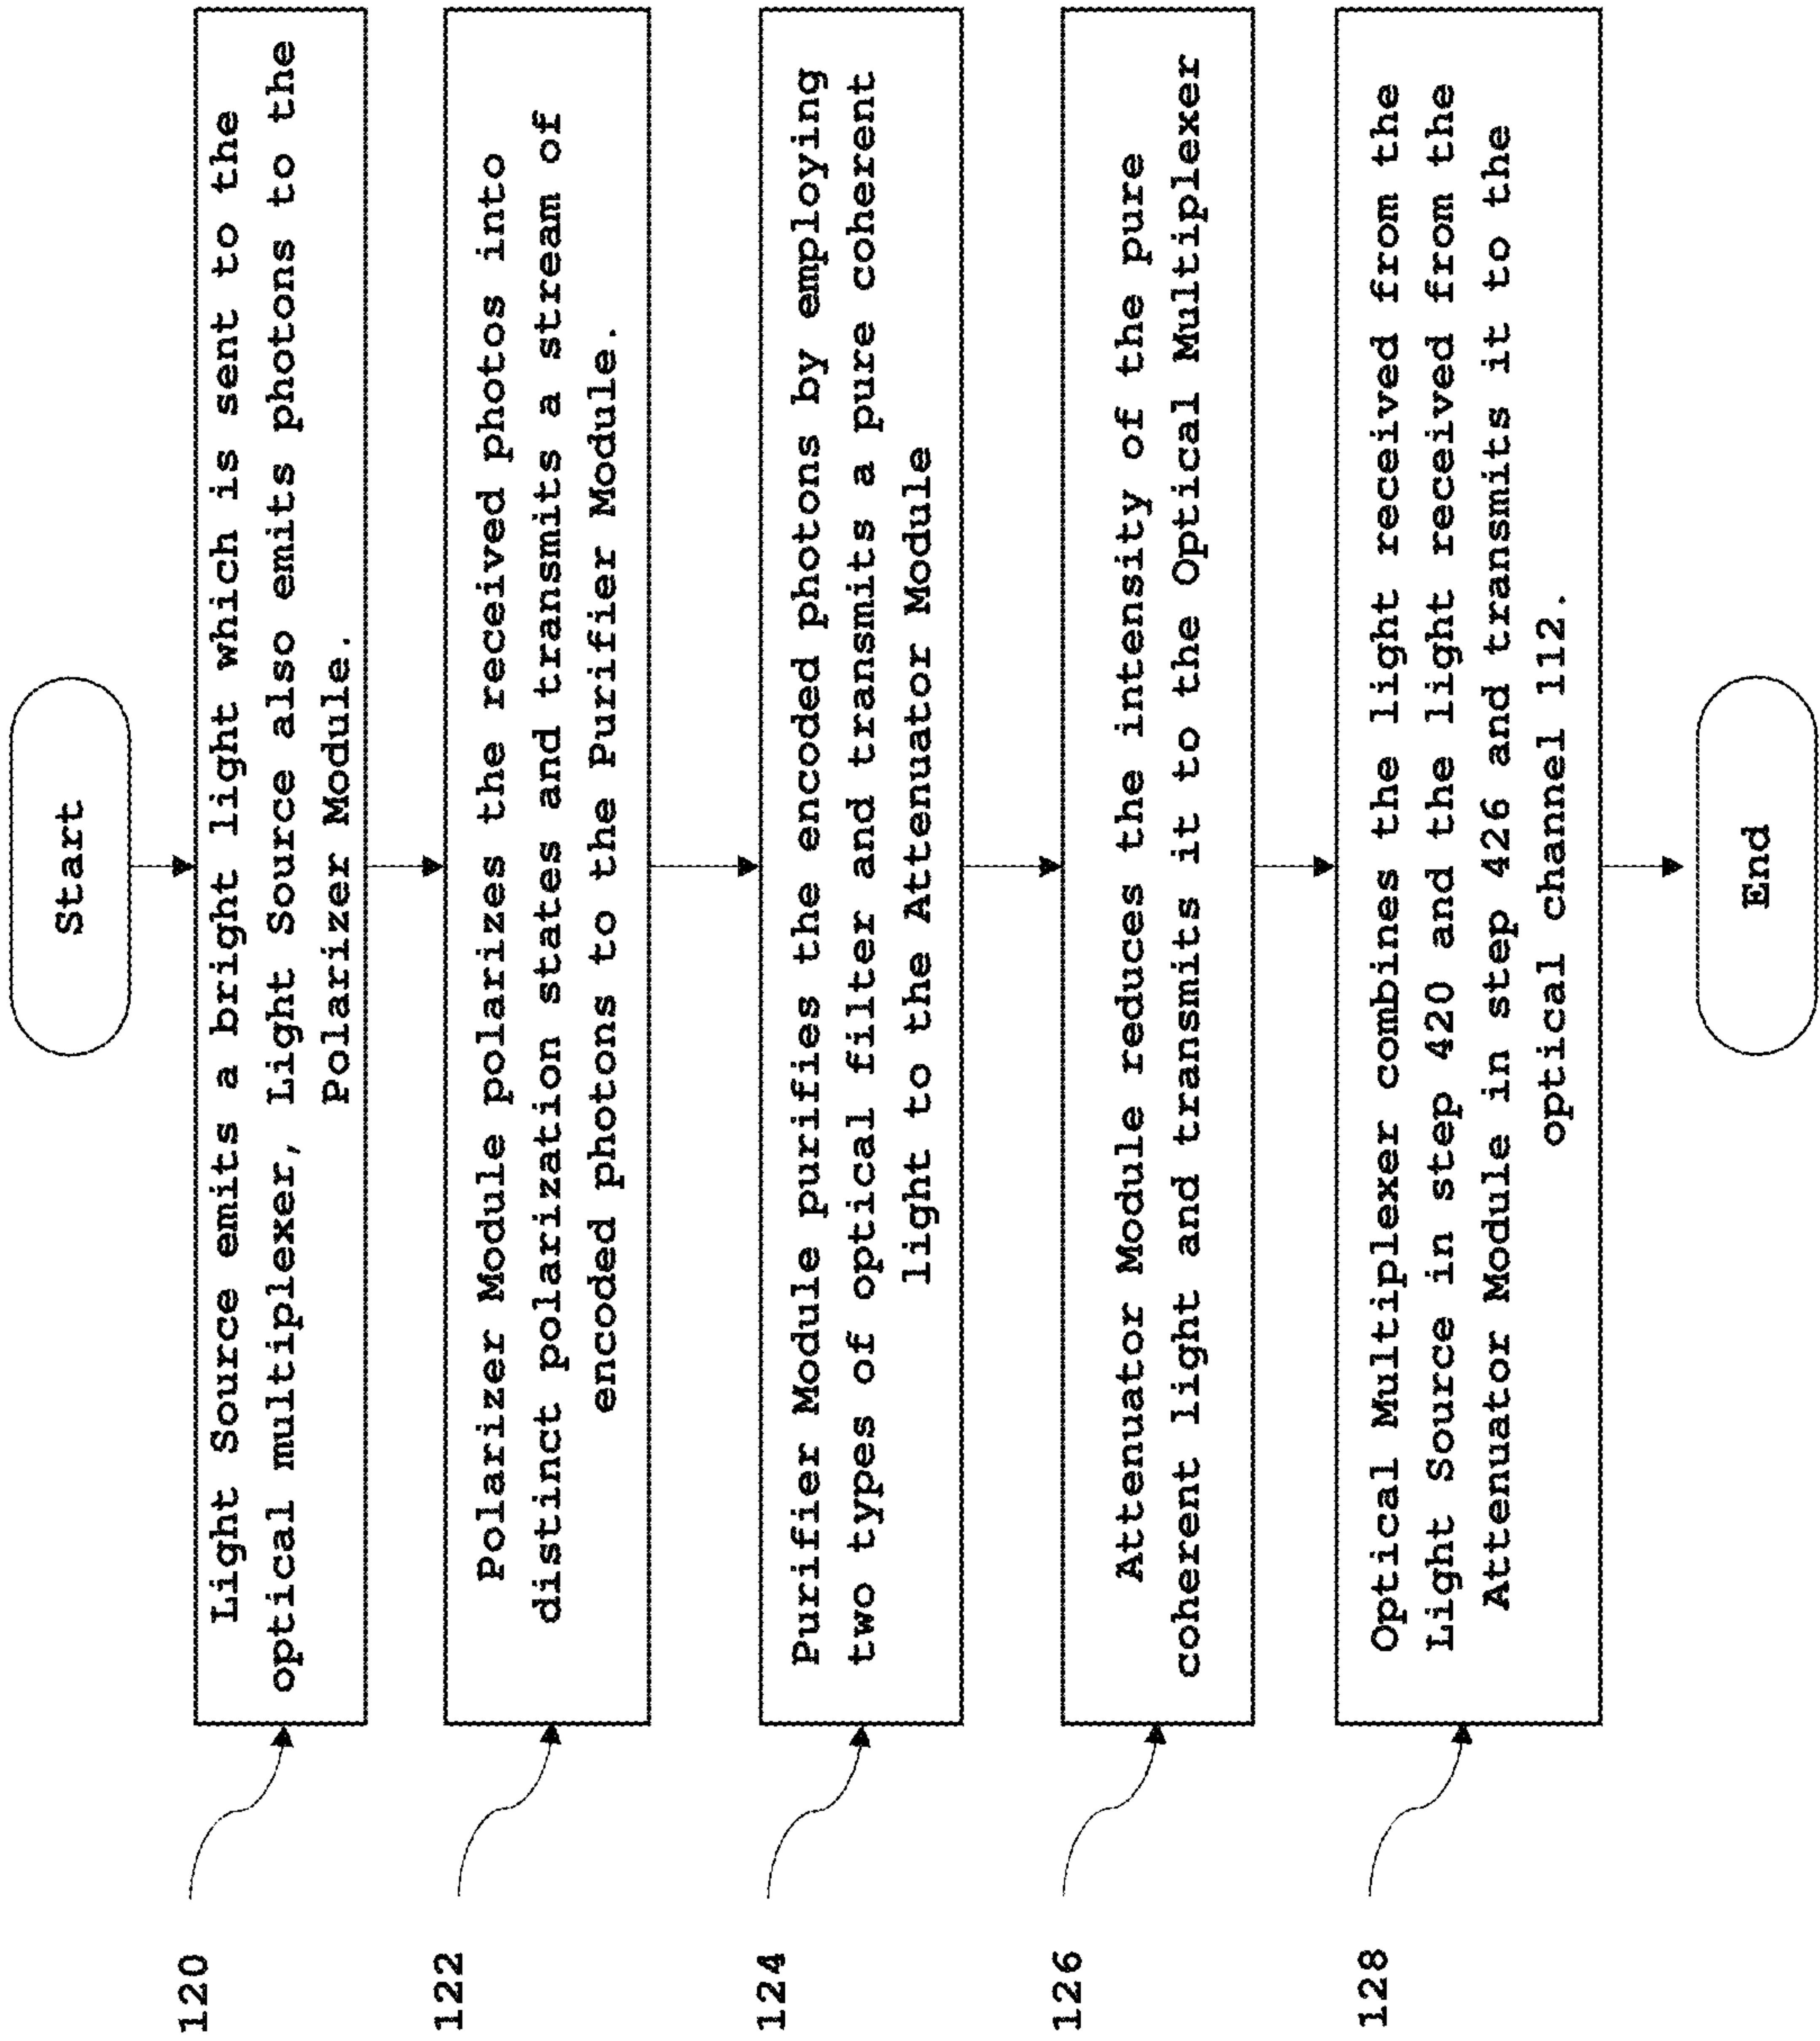 Start
120
Light Source emits a bright light which is sent to the
optical multiplexer, Light Source also emits photons to the
Polarizer Module.
122
Polarizer Module polarizes the received photos into
distinct polarization states and transmits a stream of
encoded photons to the Purifier Module.
124
Purifier Module purifies the encoded photons by employing
two types of optical filter and transmits a pure coherent
light to the Attenuator Module
126
Attenuator Module reduces the intensity of the pure
coherent light and transmits it to the Optical Multiplexer
128
Optical Multiplexer combines the light received from the
Light Source in step 420 and the light received from the
Attenuator Module in step 426 and transmits it to the
optical channel 112.
End